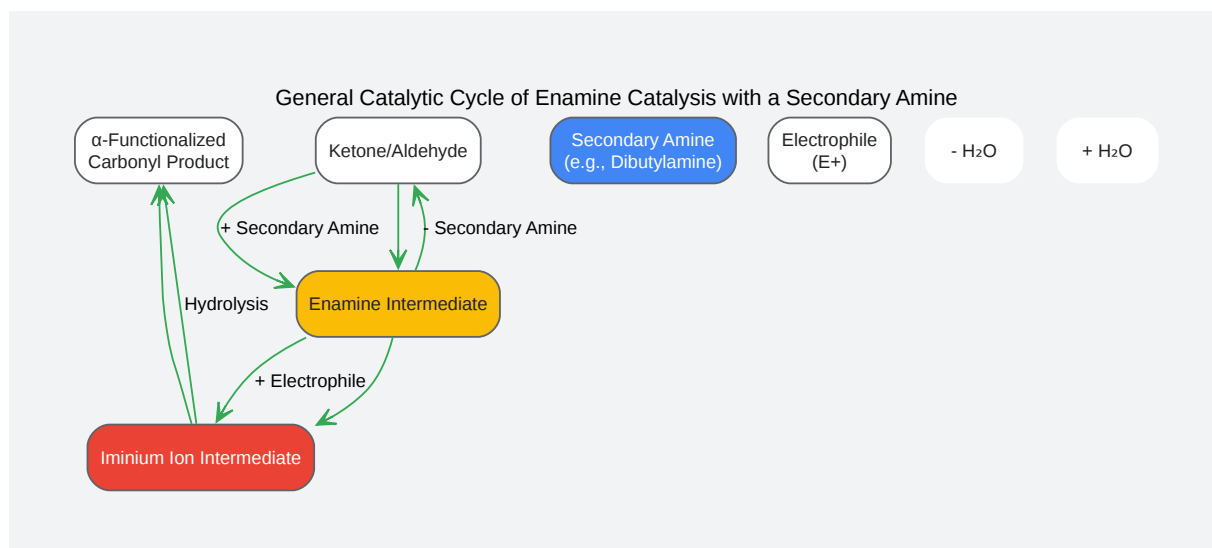 General Catalytic Cycle of Enamine Catalysis with a Secondary Amine
α-Functionalized
Carbonyl Product
Ketone/Aldehyde
Secondary Amine
(e.g., Dibutylamine)
Electrophile
(E+)
- H₂O
+ H₂O
+ Secondary Amine
- Secondary Amine
Hydrolysis
Enamine Intermediate
+ Electrophile
Iminium Ion Intermediate